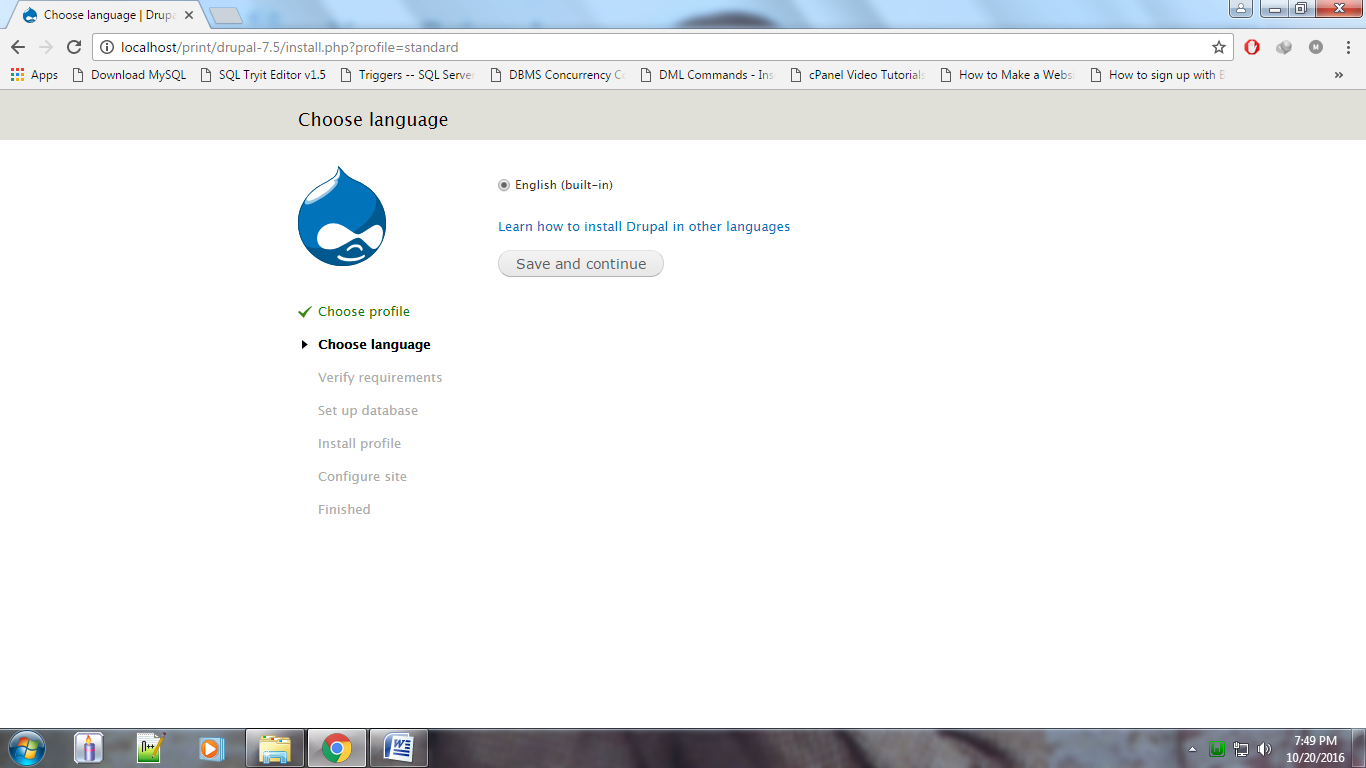 Choose language | Drupa
localhost/print/drupal-7.5/install.php?profile=standard
Apps Download MySQL SQL Tryit Editor v1.5 Triggers -- SQL Server DBMS Concurrency Co DML Commands - Ins cPanel Video Tutorials How to Make a Webs How to sign up with B »
Choose language
English (built-in)
Learn how to install Drupal in other languages
Save and continue
Choose profile
Choose language
Verify requirements
Set up database
Install profile
Configure site
Finished
7:49 PM
10/20/2016